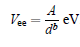 V_ee = A/d^b eV